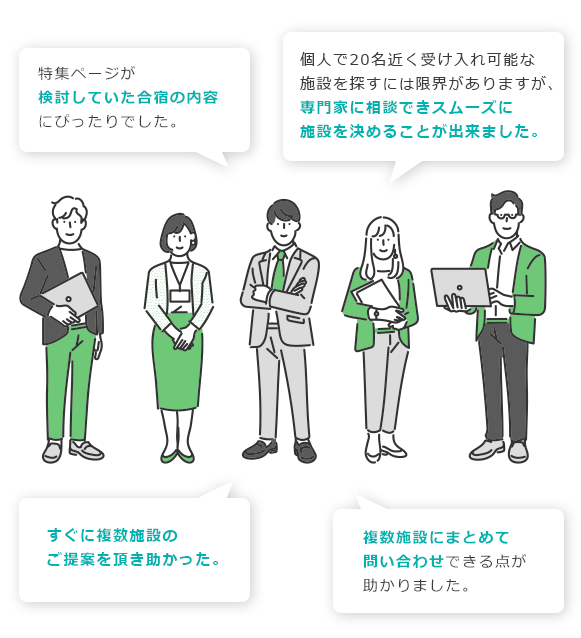 特集ページが
検討していた合宿の内容
にぴったりでした。
個人で20名近く受け入れ可能な
施設を探すには限界がありますが、
専門家に相談できスムーズに
施設を決めることが出来ました。
すぐに複数施設の
ご提案を頂き助かった。
複数施設にまとめて
問い合わせできる点が
助かりました。